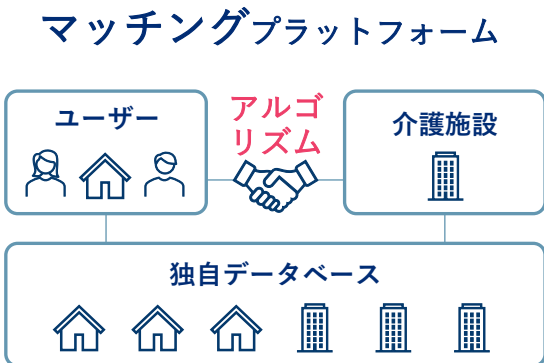 マッチングプラットフォーム
ユーザー
アルゴ
リズム
介護施設
独自データベース